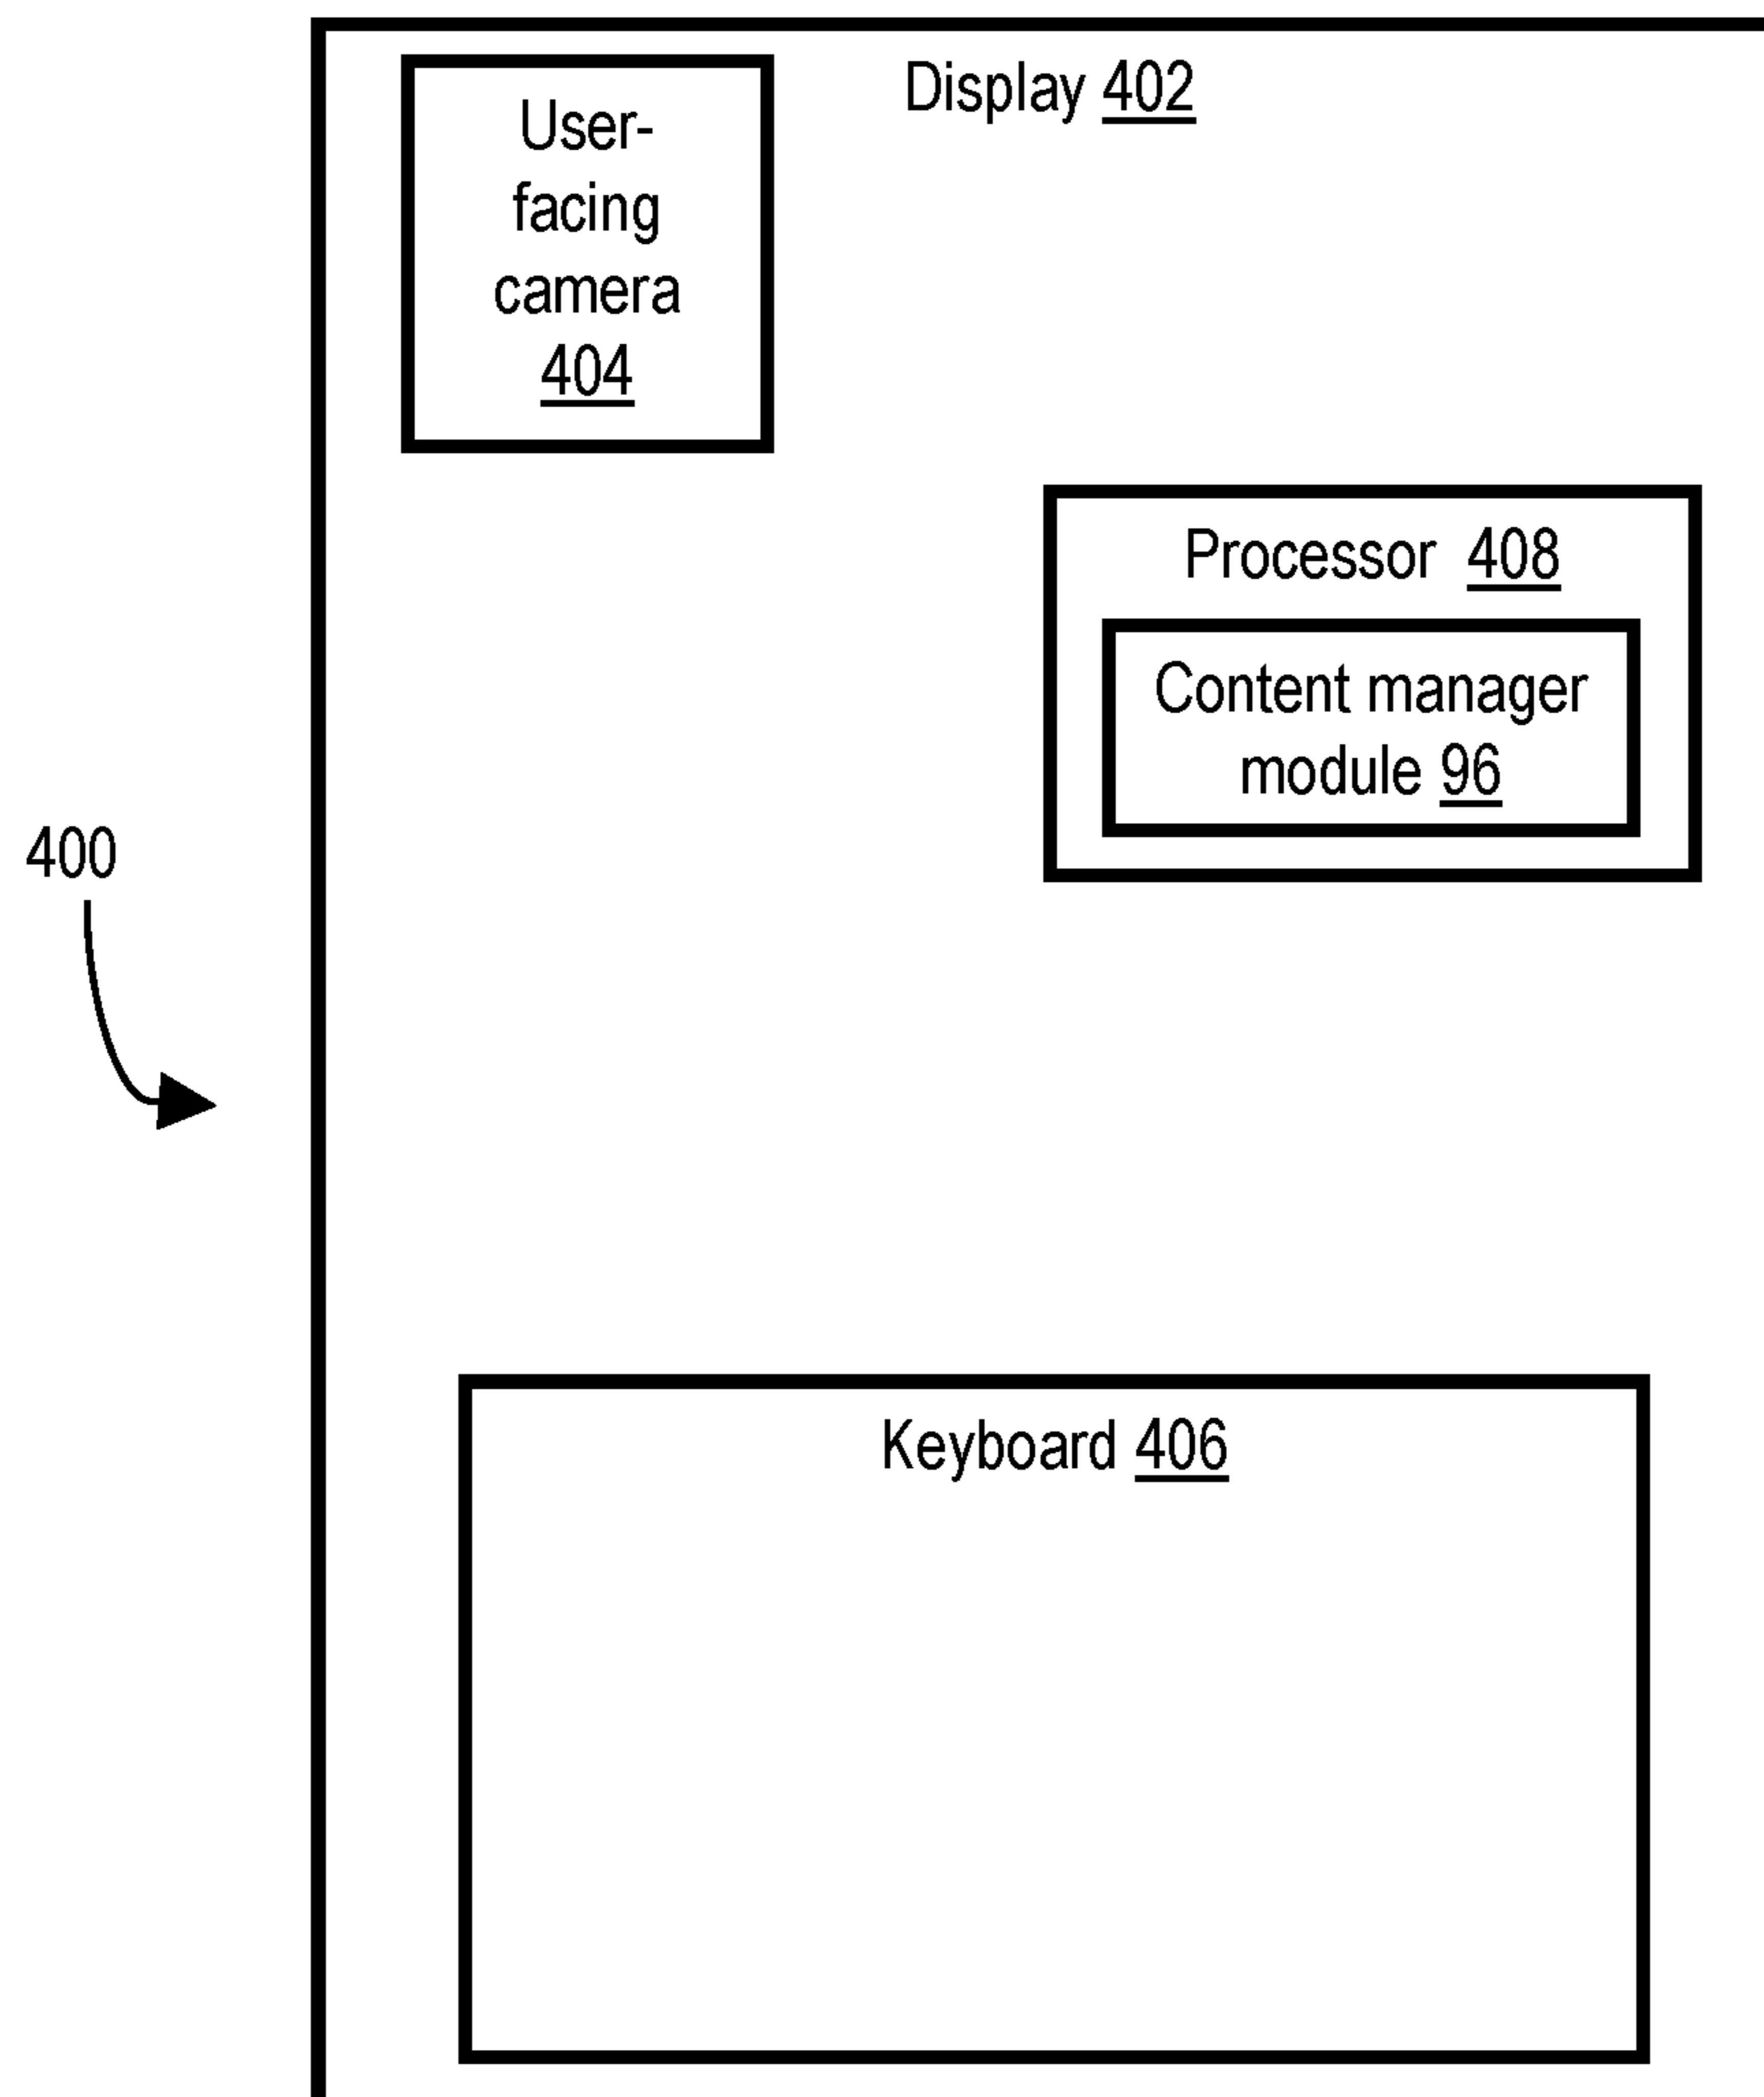 Display 402
User-
facing
camera
404
Processor 408
Content manager
module 96
400
Keyboard 406